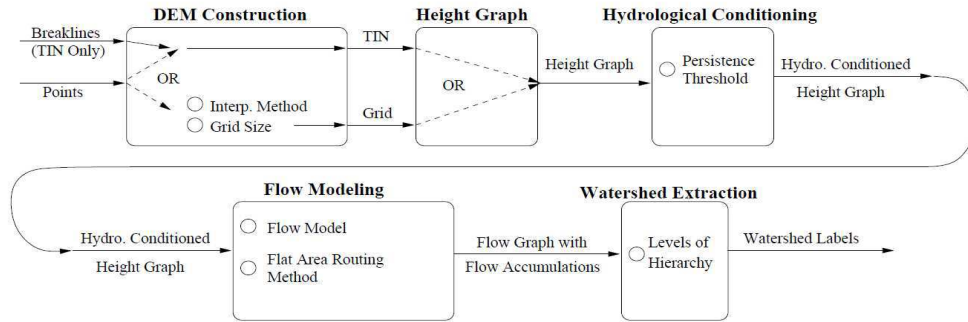 DEM Construction
Height Graph
Hydrological Conditioning
Breaklines
(TIN Only)
Points
OR
Interp. Method
Grid Size
TIN
Grid
OR
Height Graph
Persistence
Threshold
Hydro. Conditioned
Height Graph
Flow Modeling
Watershed Extraction
Hydro. Conditioned
Height Graph
Flow Model
Flat Area Routing
Method
Flow Graph with
Flow Accumulations
Levels of
Hierarchy
Watershed Labels